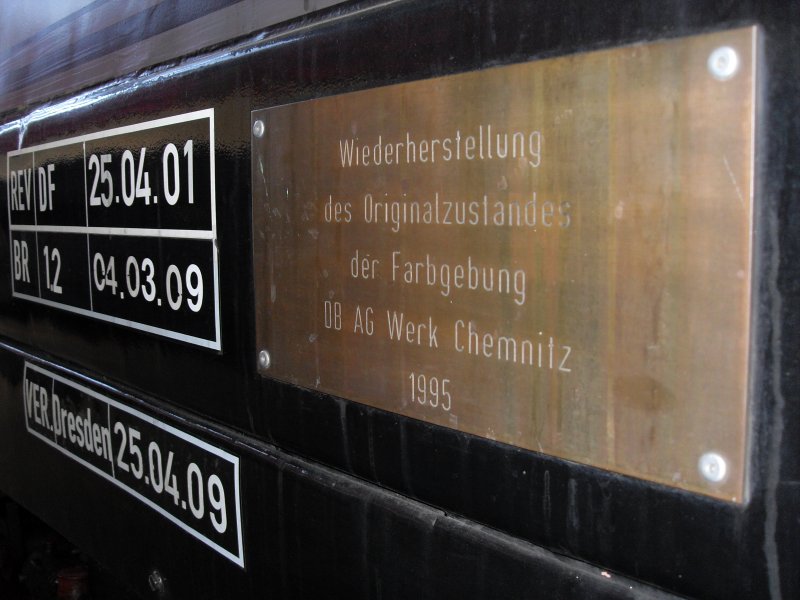 REV DF 25.04.01
BR 1.2 04.03.09
VER.Dresden 25.04.09
Wiederherstellung
des Originalzustandes
der Farbgebung
DB AG Werk Chemnitz
1995